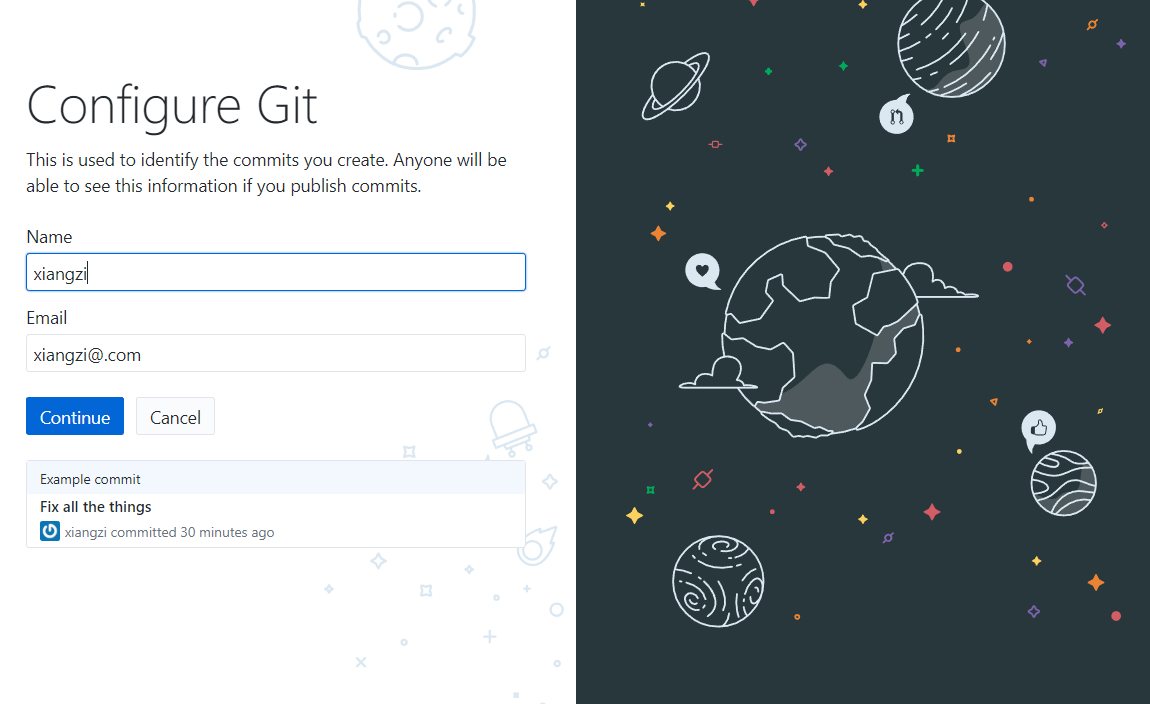 Configure Git
This is used to identify the commits you create. Anyone will be
able to see this information if you publish commits.
Name
xiangzi
Email
xiangzi@.com
Continue
Cancel
Example commit
Fix all the things
xiangzi committed 30 minutes ago